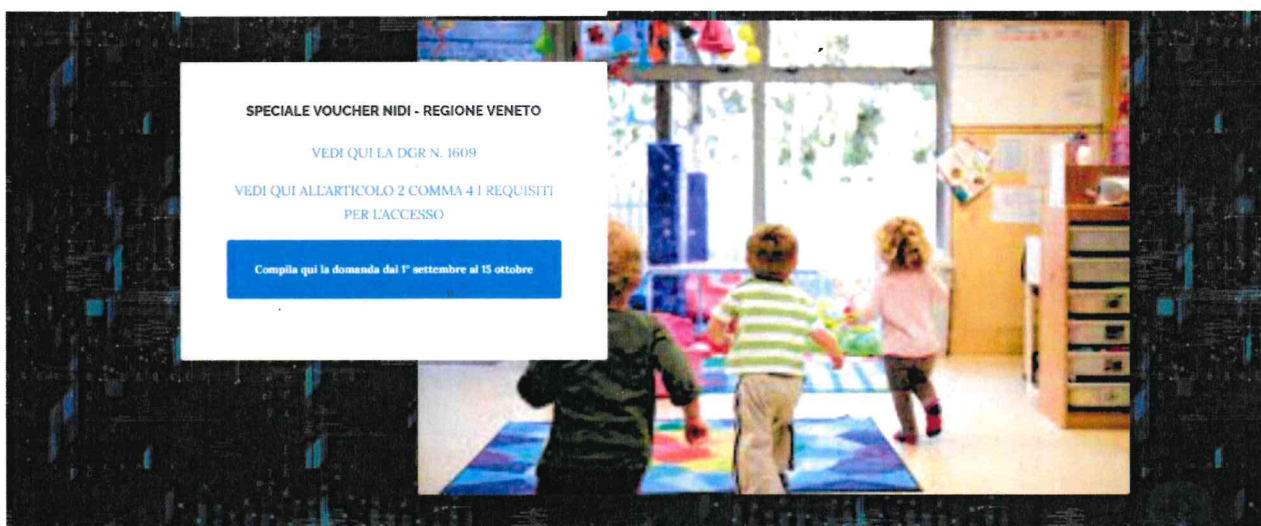 SPECIALE VOUCHER NIDI - REGIONE VENETO
VEDI QUI LA DGR N. 1609
VEDI QUI ALL'ARTICOLO 2 COMMA 4 I REQUISITI
PER L'ACCESSO
Compila qui la domanda dal 1° settembre al 15 ottobre